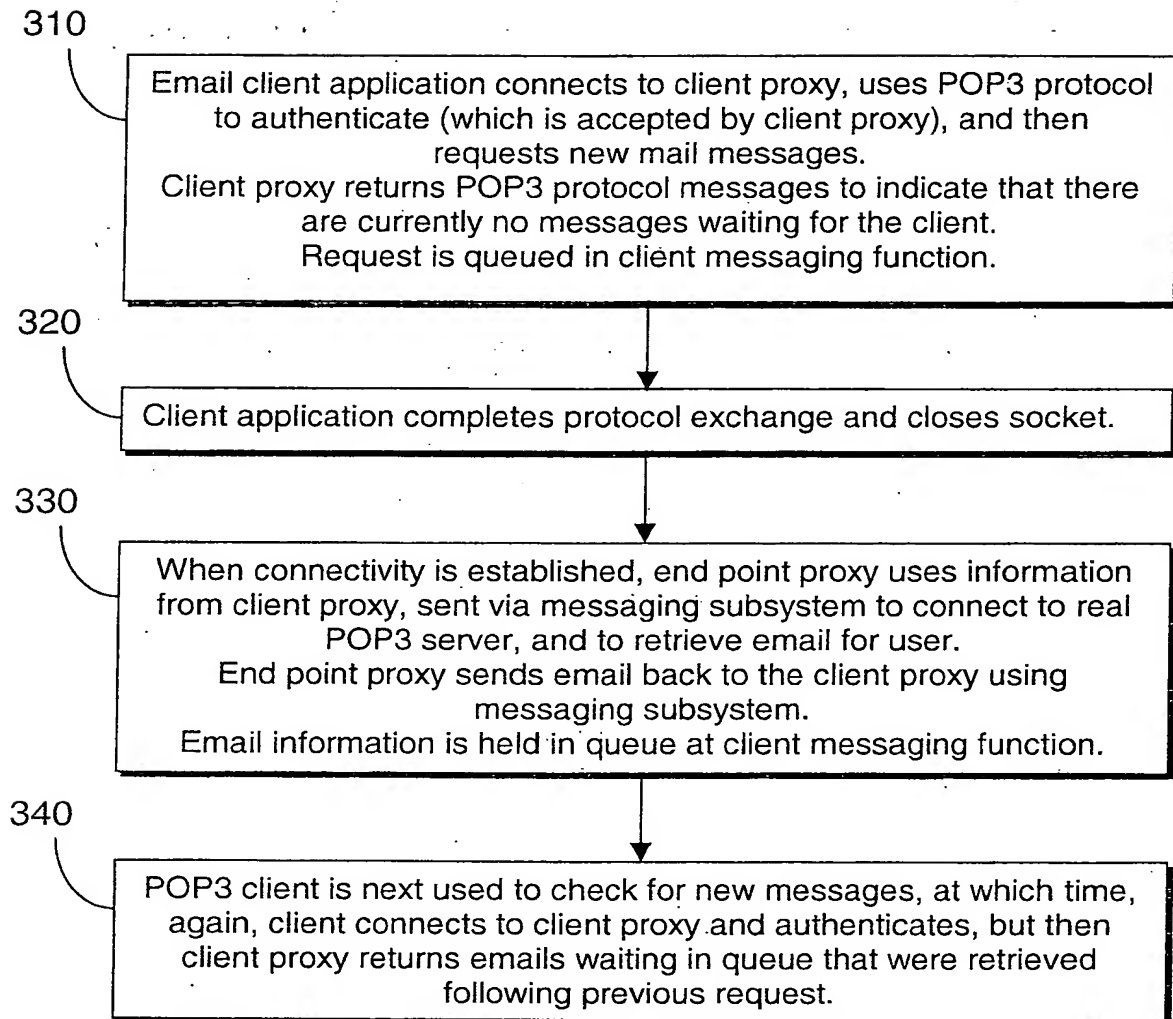 310
Email client application connects to client proxy, uses POP3 protocol
to authenticate (which is accepted by client proxy), and then
requests new mail messages.
Client proxy returns POP3 protocol messages to indicate that there
are currently no messages waiting for the client.
Request is queued in client messaging function.
320
Client application completes protocol exchange and closes socket.
330
When connectivity is established, end point proxy uses information
from client proxy, sent via messaging subsystem to connect to real
POP3 server, and to retrieve email for user.
End point proxy sends email back to the client proxy using
messaging subsystem.
Email information is held in queue at client messaging function.
340
POP3 client is next used to check for new messages, at which time,
again, client connects to client proxy and authenticates, but then
client proxy returns emails waiting in queue that were retrieved
following previous request.